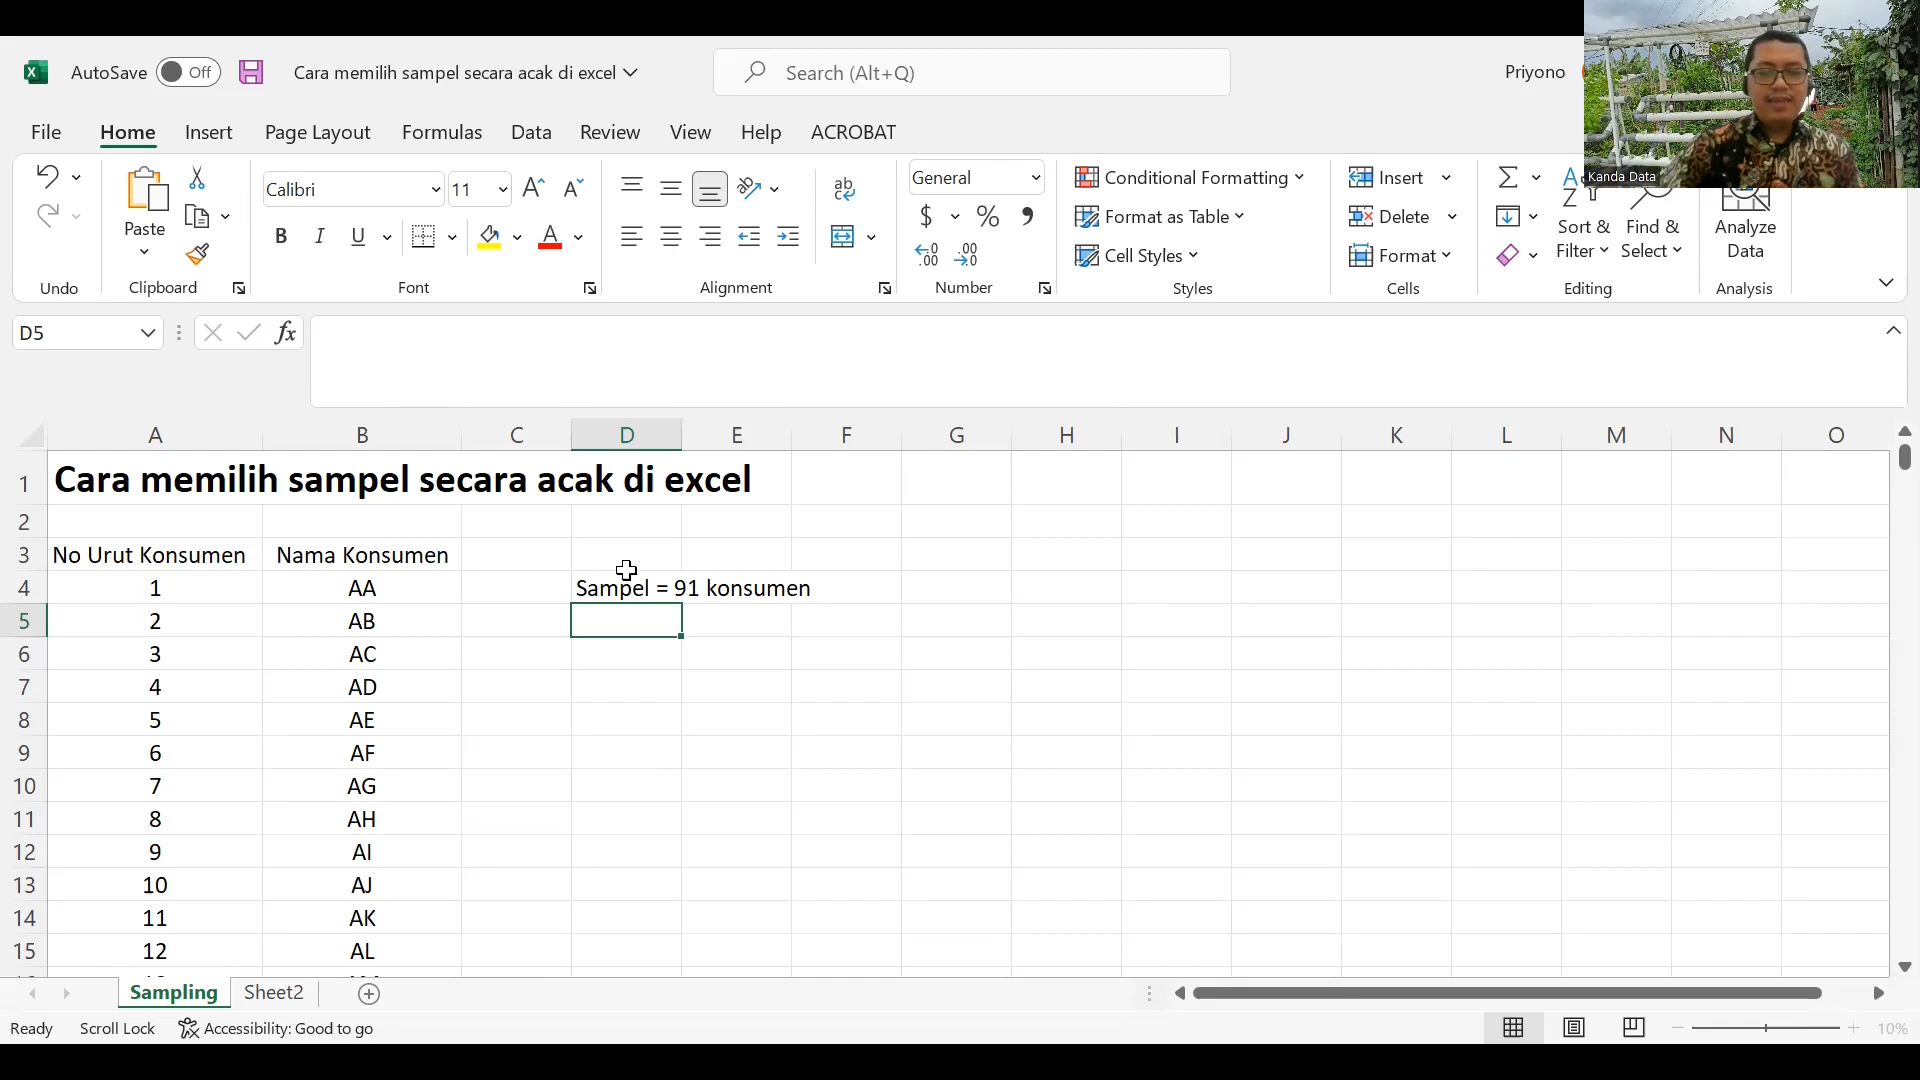 AutoSave Off Cara memilih sampel secara acak di excel Search (Alt+Q) Priyono
File Home Insert Page Layout Formulas Data Review View Help ACROBAT
Kanda Data
Calibri 11 General Conditional Formatting Insert
Paste B I U ab c $ % Format as Table Delete Sort & Filter Find & Select Analyze Data
Cell Styles Format
Undo Clipboard Font Alignment Number Styles Cells Editing Analysis
D5 fx
A B C D E F G H I J K L M N O
1 Cara memilih sampel secara acak di excel
2
3 No Urut Konsumen Nama Konsumen
4 1 AA Sampel = 91 konsumen
5 2 AB
6 3 AC
7 4 AD
8 5 AE
9 6 AF
10 7 AG
11 8 AH
12 9 AI
13 10 AJ
14 11 AK
15 12 AL
Sampling Sheet2
Ready Scroll Lock Accessibility: Good to go 10%